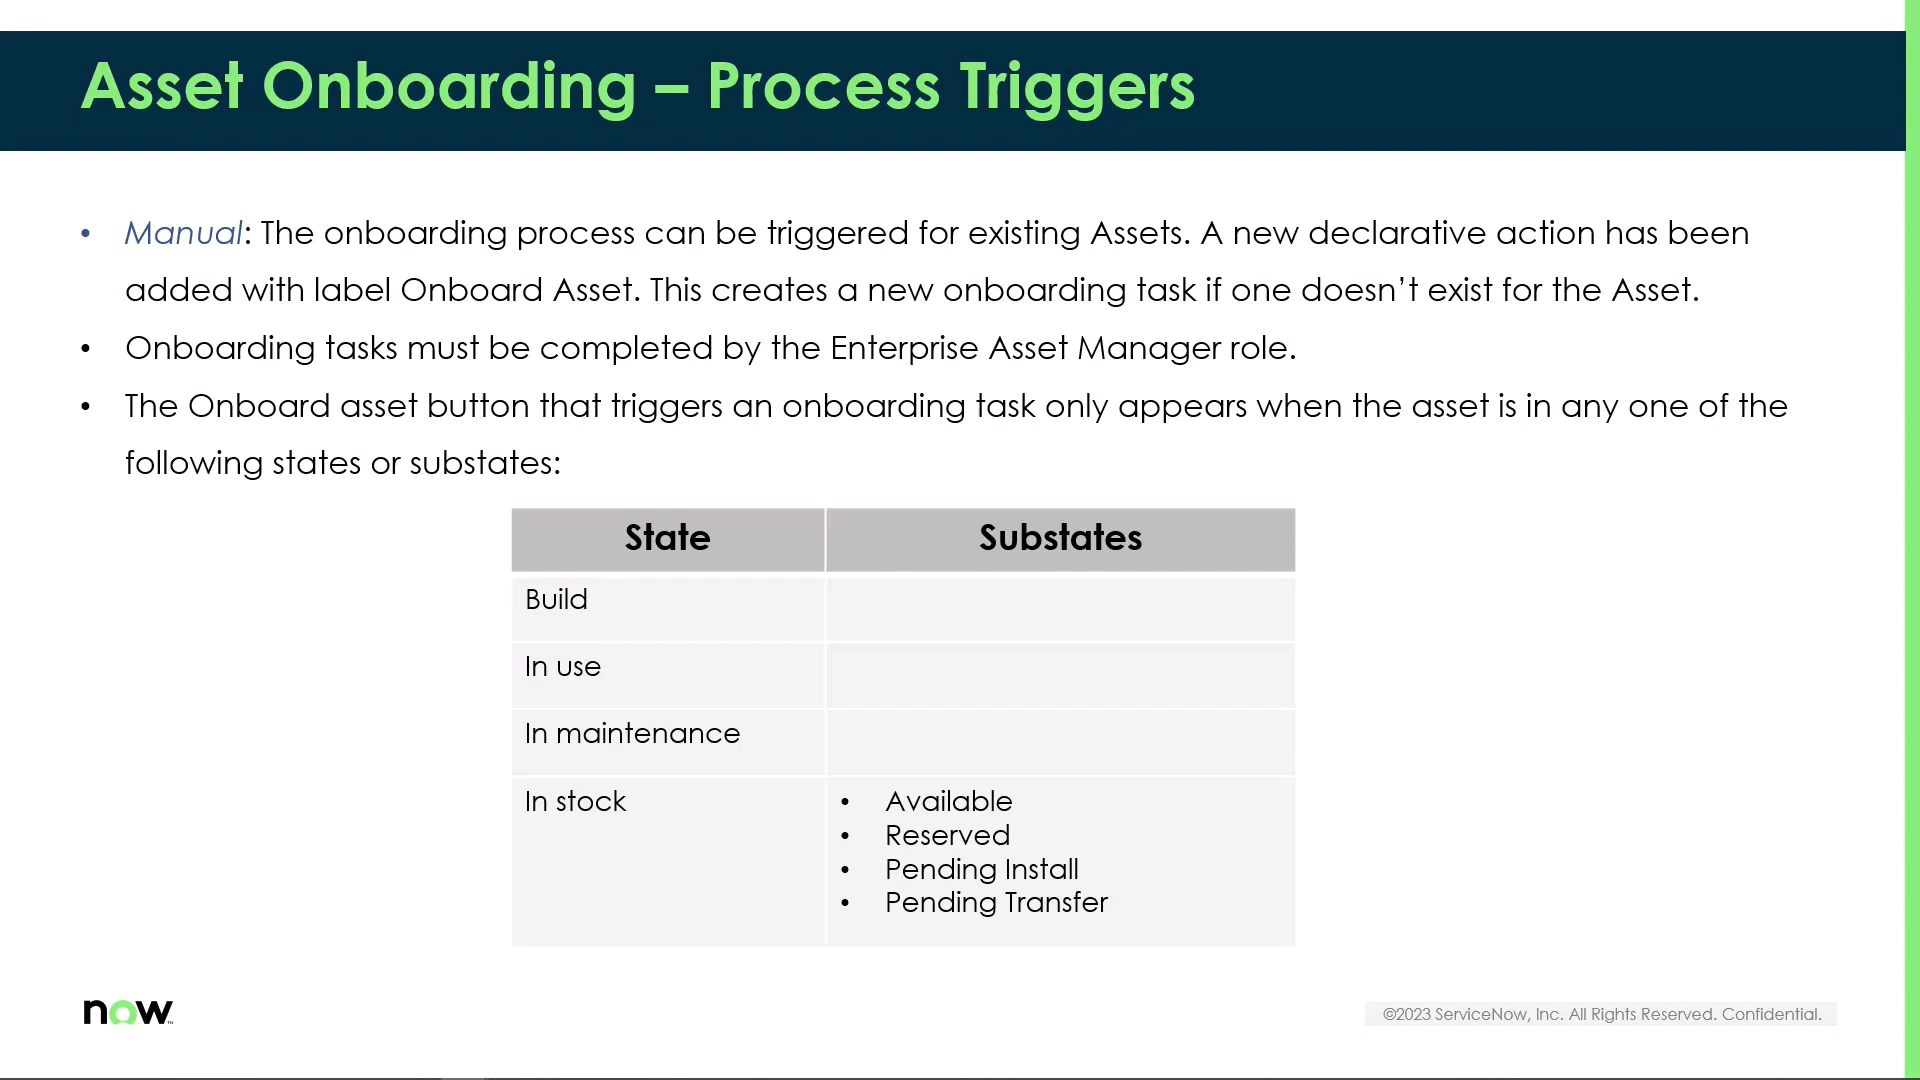 Asset Onboarding – Process Triggers
• Manual: The onboarding process can be triggered for existing Assets. A new declarative action has been
added with label Onboard Asset. This creates a new onboarding task if one doesn’t exist for the Asset.
• Onboarding tasks must be completed by the Enterprise Asset Manager role.
• The Onboard asset button that triggers an onboarding task only appears when the asset is in any one of the
following states or substates:
State Substates
Build
In use
In maintenance
In stock
• Available
• Reserved
• Pending Install
• Pending Transfer
now™
©2023 ServiceNow, Inc. All Rights Reserved. Confidential.